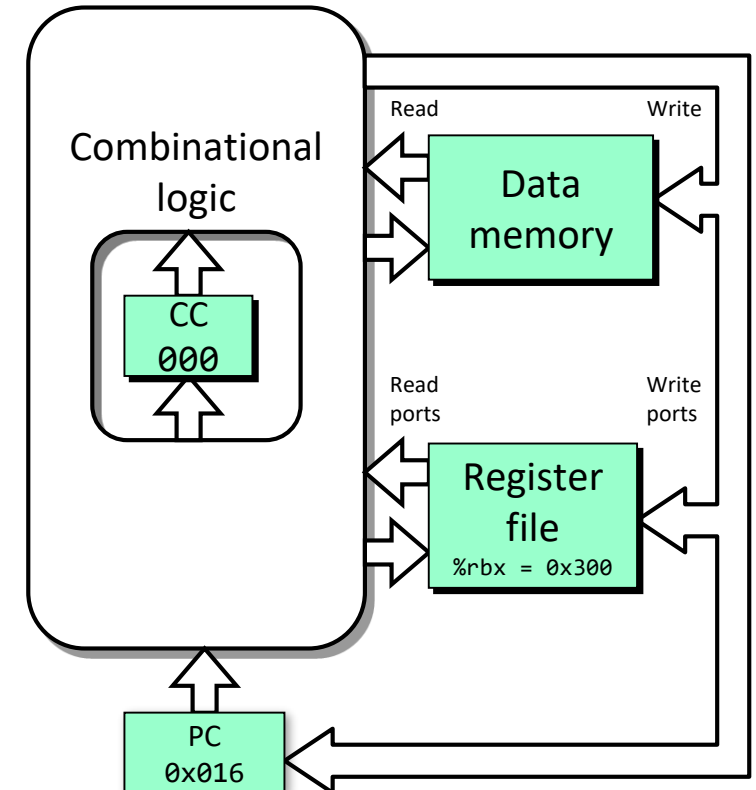 Combinational
logic
CC
000
Read
Write
Data
memory
Read
ports
Write
ports
Register
file
%rbx = 0x300
PC
0x016